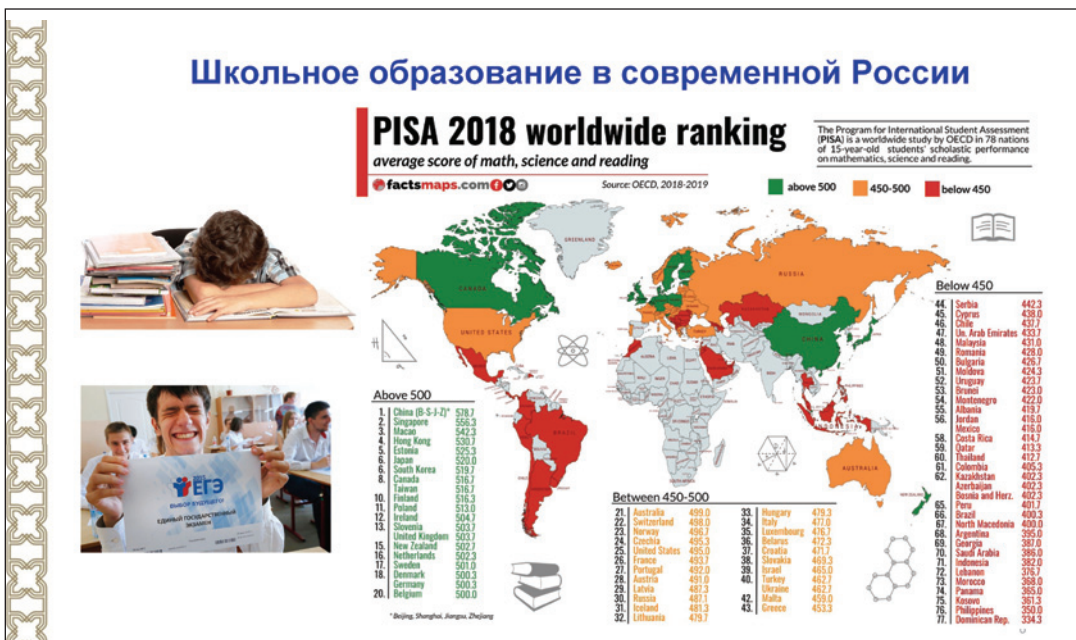 Школьное образование в современной России
PISA 2018 worldwide ranking
average score of math, science and reading
factsmaps.com
Source: OECD, 2018-2019
The Program for International Student Assessment
(PISA) is a worldwide study by OECD in 78 nations
of 15-year-old students' scholastic performance
on mathematics, science and reading.
above 500
450-500
below 450
GREENLAND
CANADA
UNITED STATES
RUSSIA
MONGOLIA
CHINA
BRAZIL
INDONESIA
AUSTRALIA
NEW ZEALAND
ЕГЭ
ВЫБОР БУДУЩЕГО
ЕДИНЫЙ ГОСУДАРСТВЕННЫЙ
ЭКЗАМЕН
Above 500
1. China (B-S-J-Z)* 578.7
2. Singapore 556.3
3. Macao 542.3
4. Hong Kong 530.7
5. Estonia 525.3
6. Japan 520.0
6. South Korea 519.7
8. Canada 516.7
Taiwan 516.7
10. Finland 516.3
11. Poland 513.0
12. Ireland 504.7
13. Slovenia 503.7
United Kingdom 503.7
15. New Zealand 502.7
16. Netherlands 502.3
17. Sweden 501.0
18. Denmark 500.3
Germany 500.3
20. Belgium 500.0
* Beijing, Shanghai, Jiangsu, Zhejiang
Between 450-500
21. Australia 499.0
22. Switzerland 498.0
23. Norway 496.7
24. Czechia 495.3
25. United States 495.0
26. France 493.7
27. Portugal 492.0
28. Austria 491.0
29. Latvia 487.3
30. Russia 487.1
31. Iceland 481.3
32. Lithuania 479.7
33. Hungary 479.3
34. Italy 477.0
35. Luxembourg 476.7
36. Belarus 472.3
37. Croatia 471.7
38. Slovakia 469.3
39. Israel 465.0
40. Turkey 462.7
Ukraine 462.7
42. Malta 459.0
43. Greece 453.3
Below 450
44. Serbia 442.3
45. Cyprus 438.0
46. Chile 437.7
47. Un. Arab Emirates 433.7
48. Malaysia 431.0
49. Romania 428.0
50. Bulgaria 426.7
51. Moldova 424.3
52. Uruguay 423.7
53. Brunei 423.0
54. Montenegro 422.0
55. Albania 419.7
56. Jordan 416.0
Mexico 416.0
58. Costa Rica 414.7
59. Qatar 413.3
60. Thailand 412.7
61. Colombia 405.3
62. Kazakhstan 402.3
Azerbaijan 402.3
Bosnia and Herz. 402.3
65. Peru 401.7
66. Brazil 400.3
67. North Macedonia 400.0
68. Argentina 395.0
69. Georgia 387.0
70. Saudi Arabia 386.0
71. Indonesia 382.0
72. Lebanon 376.7
73. Morocco 368.0
74. Panama 365.0
75. Kosovo 361.3
76. Philippines 350.0
77. Dominican Rep. 334.3